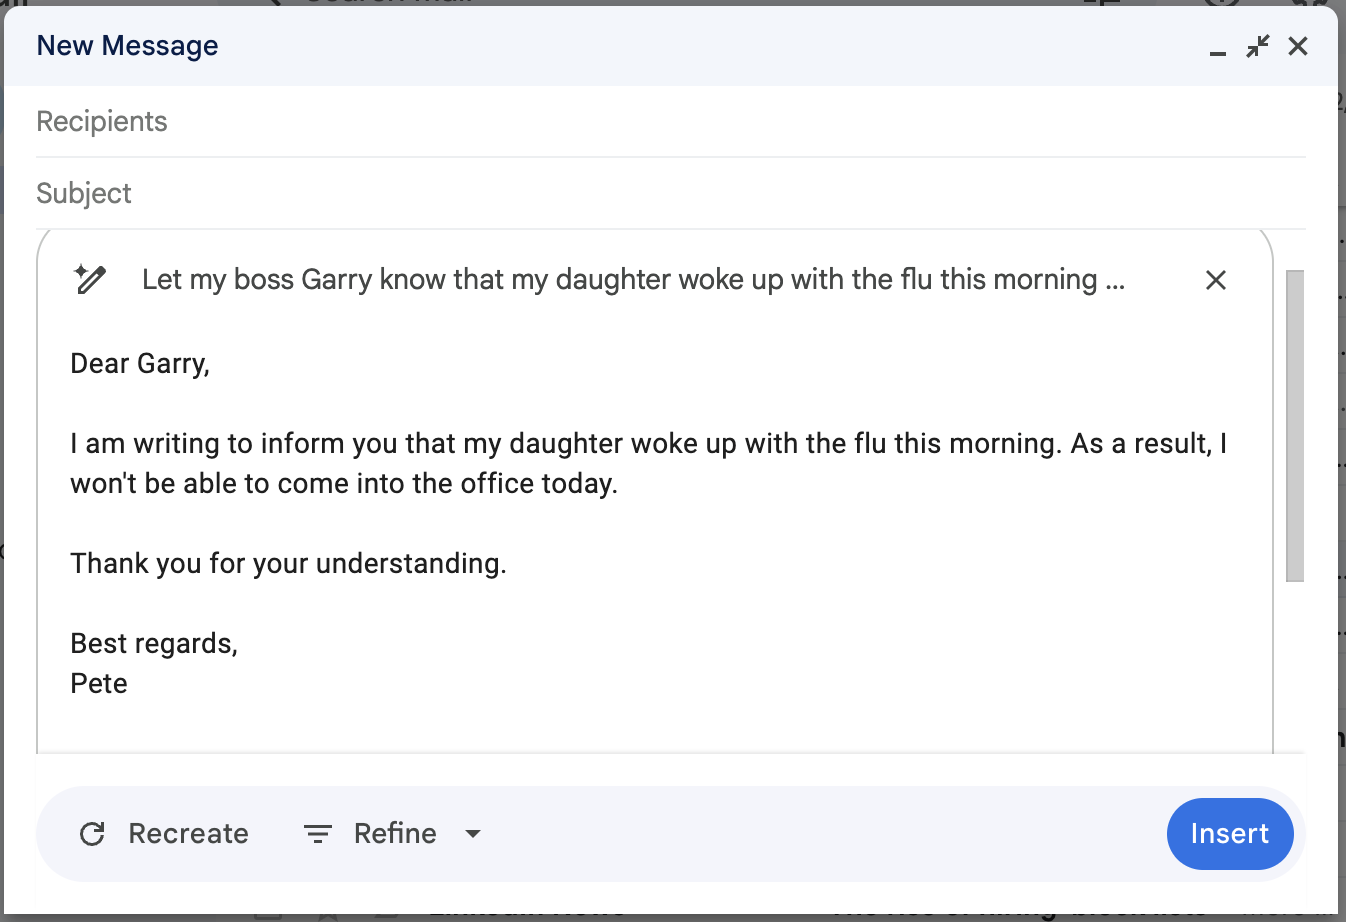 New Message
Recipients
Subject
Let my boss Garry know that my daughter woke up with the flu this morning ...
Dear Garry,
I am writing to inform you that my daughter woke up with the flu this morning. As a result, I
won't be able to come into the office today.
Thank you for your understanding.
Best regards,
Pete
Recreate
Refine
Insert